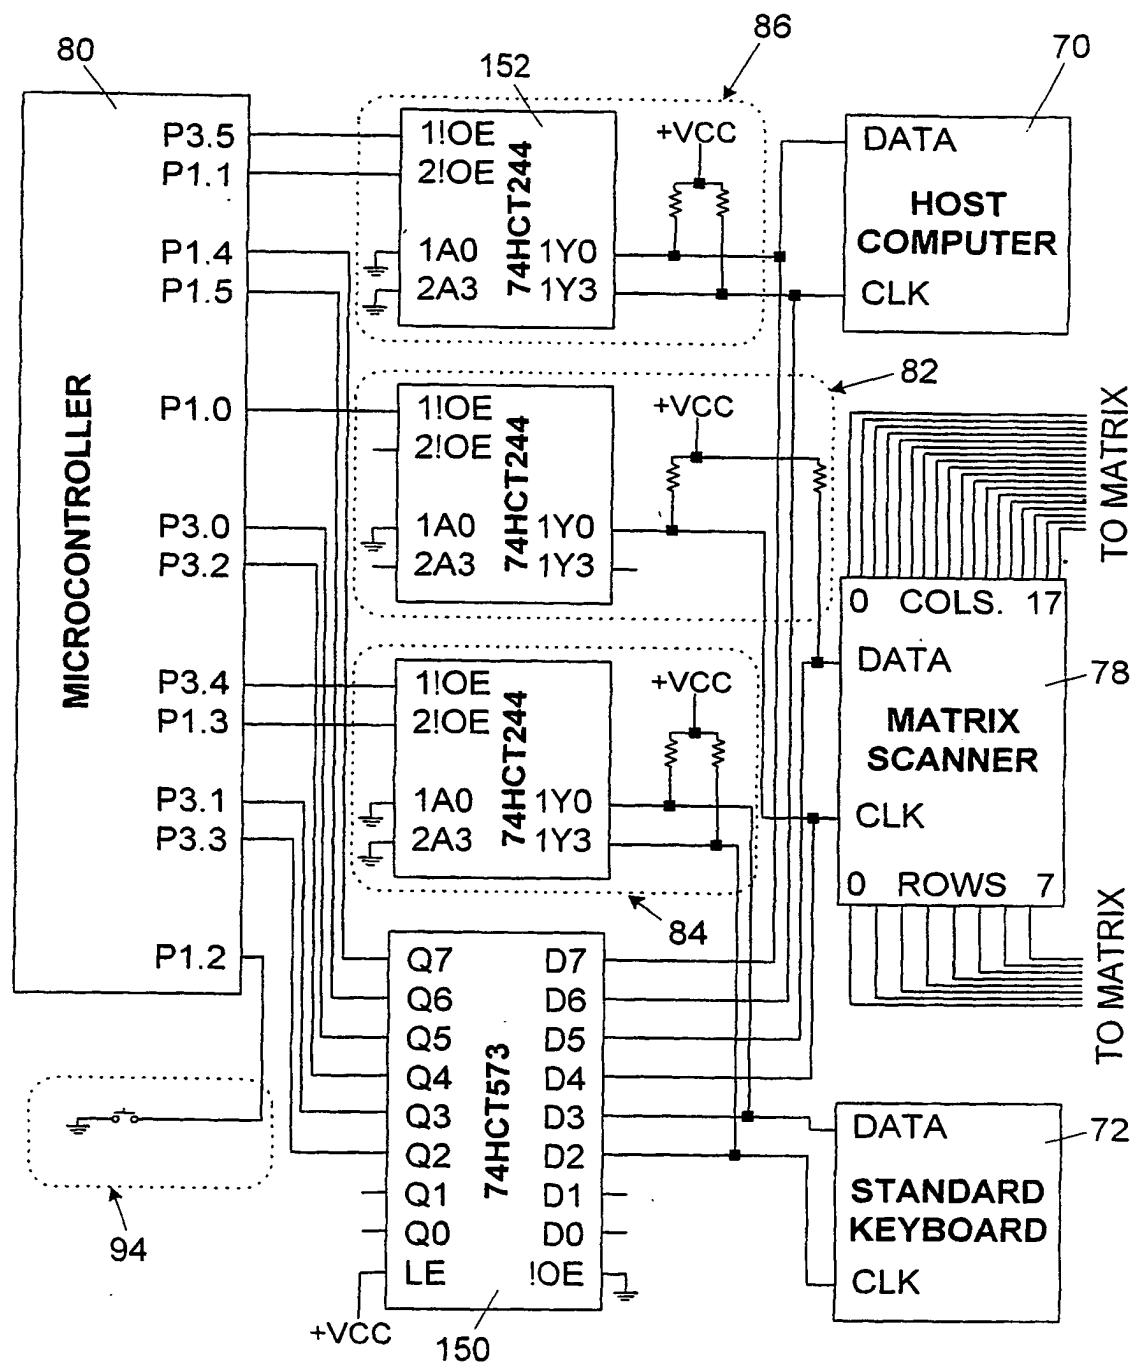 80
MICROCONTROLLER
P3.5
P1.1
P1.4
P1.5
P1.0
P3.0
P3.2
P3.4
P1.3
P3.1
P3.3
P1.2
94
86
152
1!OE
2!OE
1A0
2A3
74HCT244
1Y0
1Y3
+VCC
82
1!OE
2!OE
1A0
2A3
74HCT244
1Y0
1Y3
+VCC
84
1!OE
2!OE
1A0
2A3
74HCT244
1Y0
1Y3
+VCC
Q7
Q6
Q5
Q4
Q3
Q2
Q1
Q0
LE
74HCT573
D7
D6
D5
D4
D3
D2
D1
D0
!OE
+VCC
150
70
DATA
HOST
COMPUTER
CLK
TO MATRIX
0 COLS. 17
DATA
78
MATRIX
SCANNER
CLK
0 ROWS 7
TO MATRIX
DATA
72
STANDARD
KEYBOARD
CLK